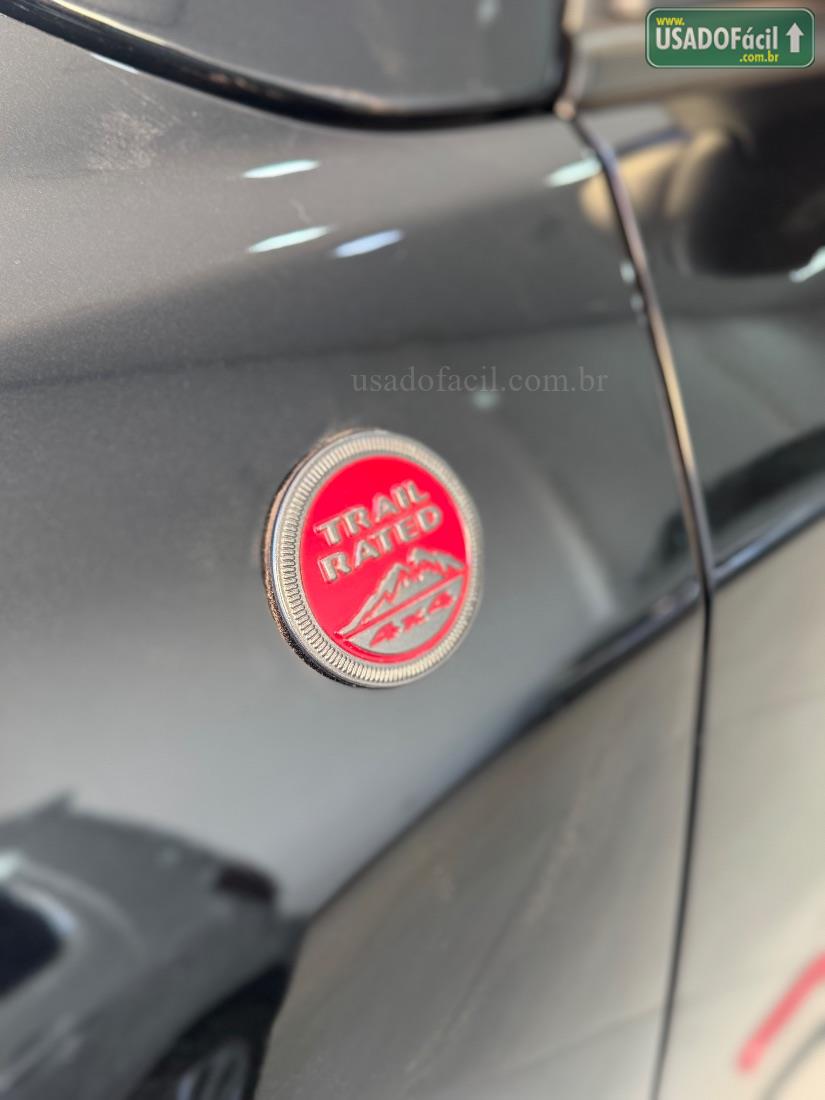 www.
USADOFácil
.com.br
usadofacil.com.br
TRAIL
RATED
4x4